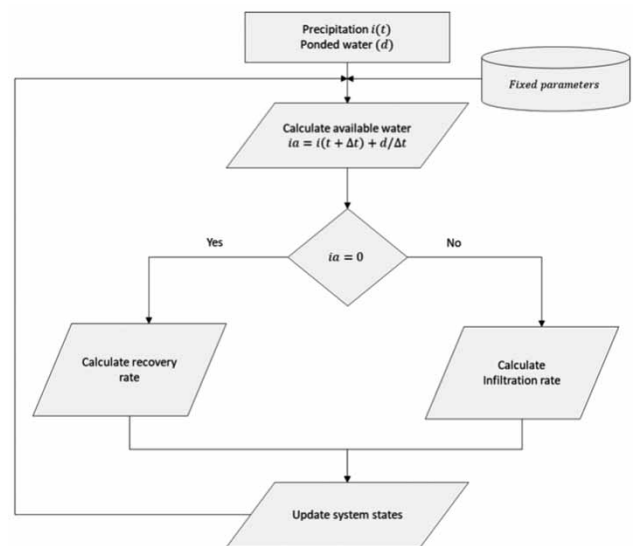 Precipitation i(t)
Ponded water (d)
Fixed parameters
Calculate available water
ia = i(t + Δt) + d/Δt
Yes
No
ia = 0
Calculate recovery
rate
Calculate
Infiltration rate
Update system states